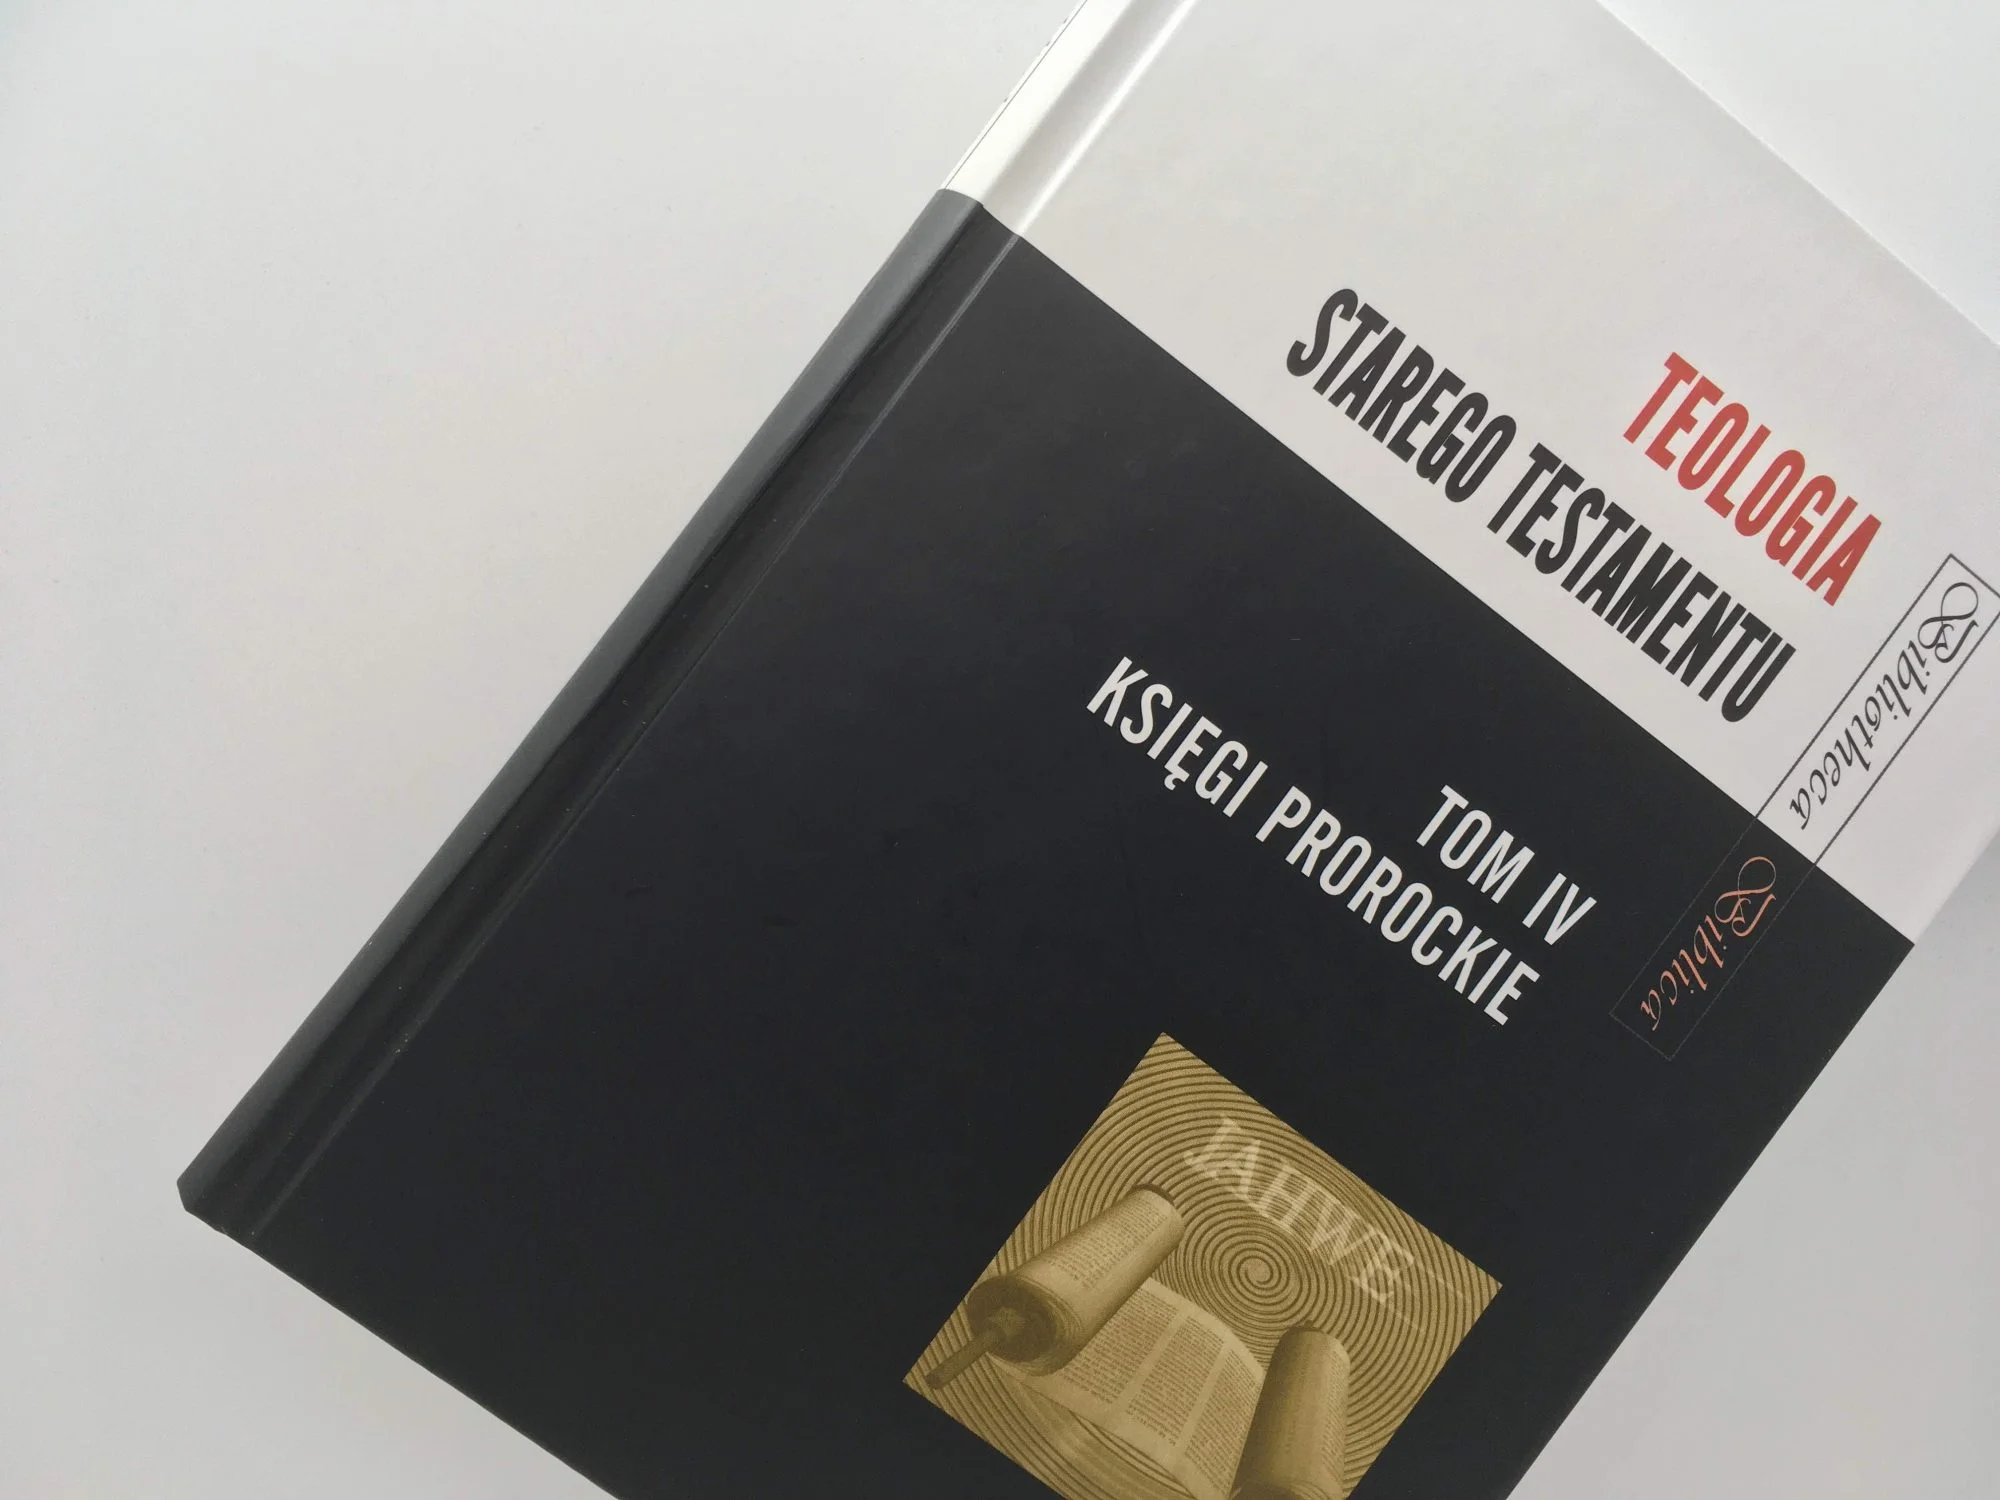 TEOLOGIA
STAREGO TESTAMENTU
Bibliotheca
Biblica
TOM IV
KSIĘGI PROROCKIE
JAHWE